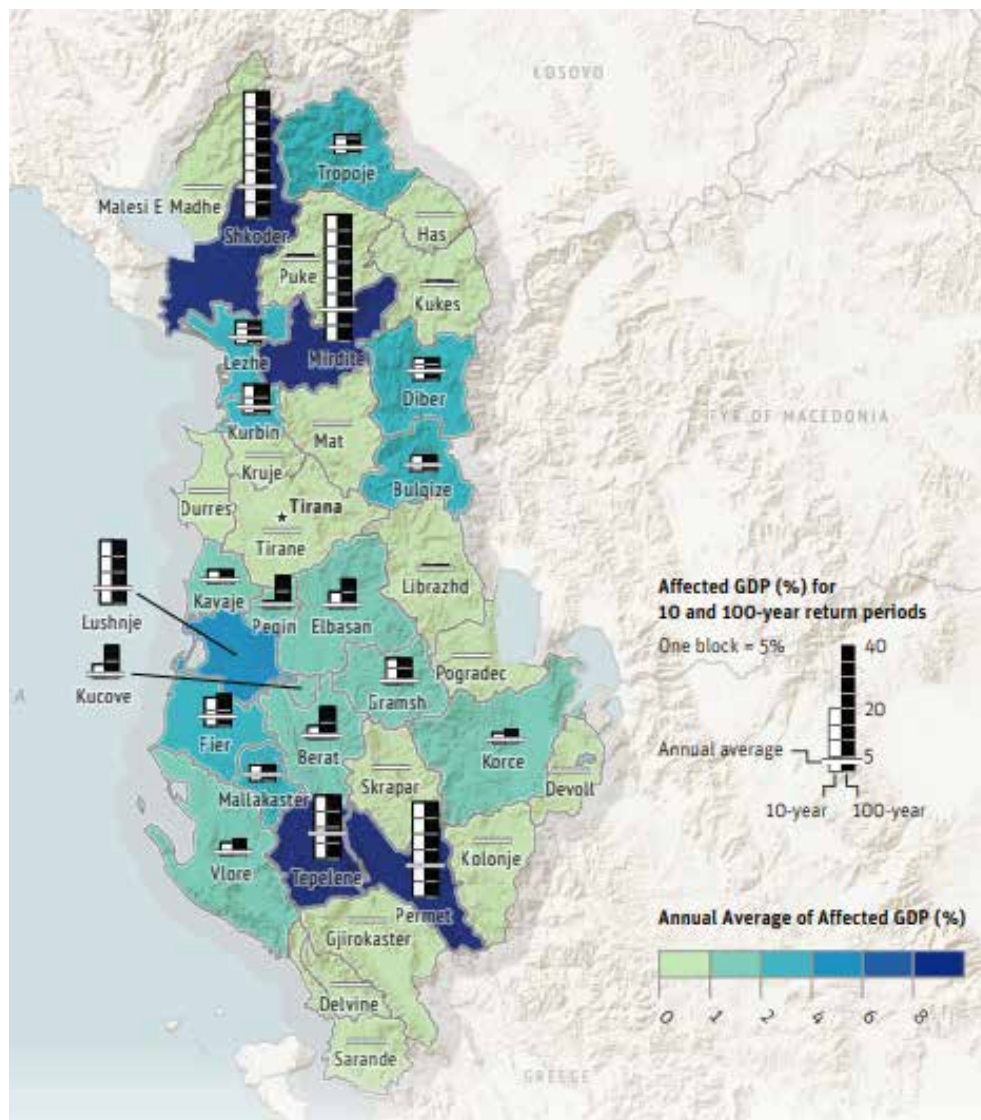 KOSOVO
Tropoje
Malesi E Madhe
Has
Shkoder
Puke
Kukes
Lezhe
Mirdite
Diber
FYR OF MACEDONIA
Kurbin
Mat
Kruje
Bulqize
Durres
Tirana
Tirane
Librazhd
Kavaje
Peqin
Elbasan
Lushnje
Pogradec
Kucove
Gramsh
Fier
Berat
Korce
Mallakaster
Skrapar
Devoll
Vlore
Tepelene
Kolonje
Permet
Gjirokaster
Delvine
Sarande
GREECE
A
Affected GDP (%) for
10 and 100-year return periods
One block = 5%
40
20
Annual average
5
10-year
100-year
Annual Average of Affected GDP (%)
0 1 2 4 6 8